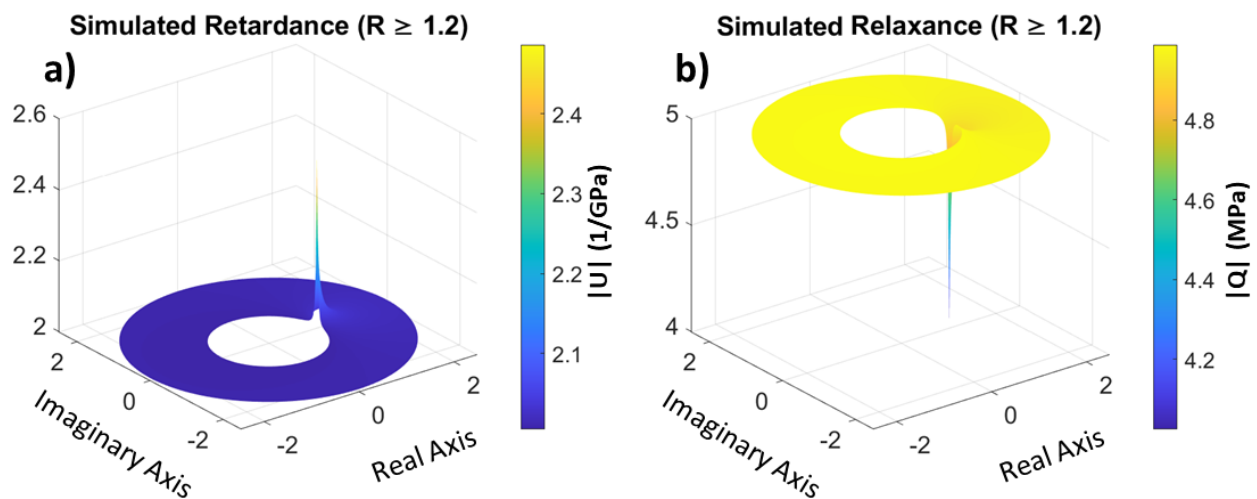 Simulated Retardance (R ≥ 1.2)
a)
2.6
2.4
2.2
2
2
0
-2
Imaginary Axis
-2
0
2
Real Axis
2.4
2.3
2.2
2.1
|U| (1/GPa)
Simulated Relaxance (R ≥ 1.2)
b)
5
4.5
4
2
0
-2
Imaginary Axis
-2
0
2
Real Axis
4.8
4.6
4.4
4.2
|Q| (MPa)